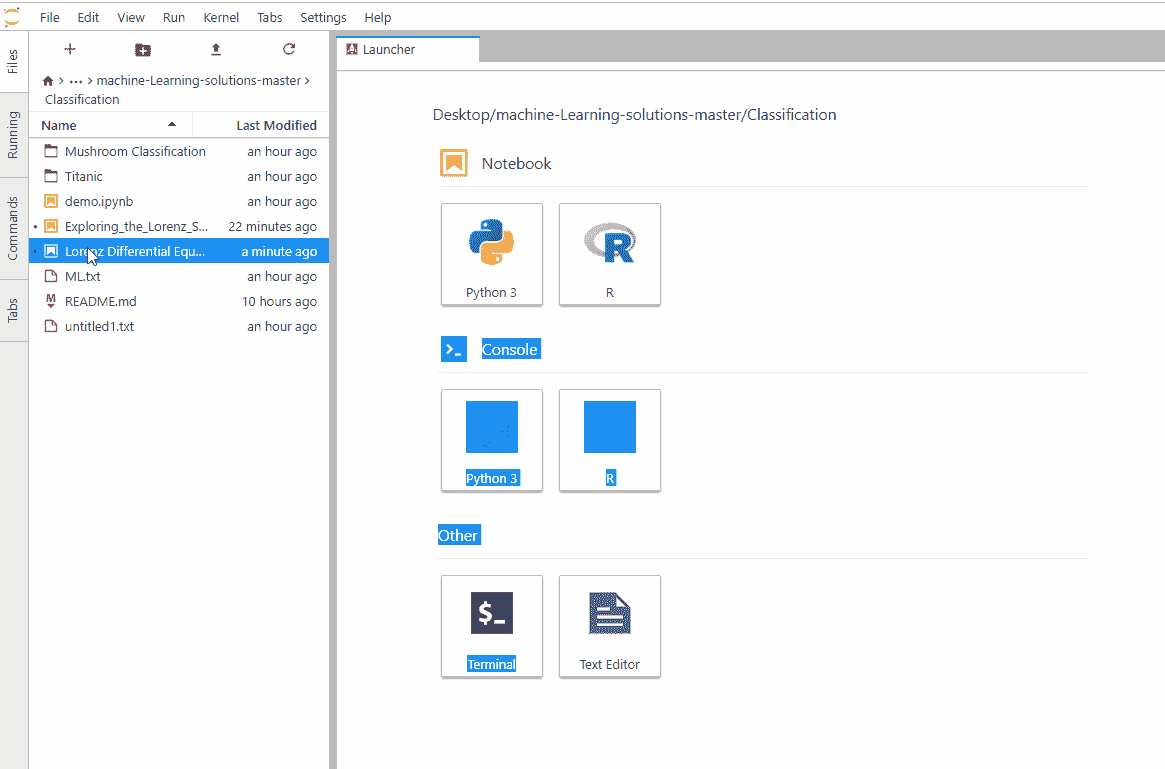 File Edit View Run Kernel Tabs Settings Help
Files
Running
Commands
Tabs
… machine-Learning-solutions-master
Classification
Name Last Modified
Mushroom Classification an hour ago
Titanic an hour ago
demo.ipynb an hour ago
Exploring_the_Lorenz_S... 22 minutes ago
Lorenz Differential Equ... a minute ago
ML.txt an hour ago
README.md 10 hours ago
untitled1.txt an hour ago
Launcher
Desktop/machine-Learning-solutions-master/Classification
Notebook
Python 3 R
Console
Python 3 R
Other
$_
Terminal Text Editor